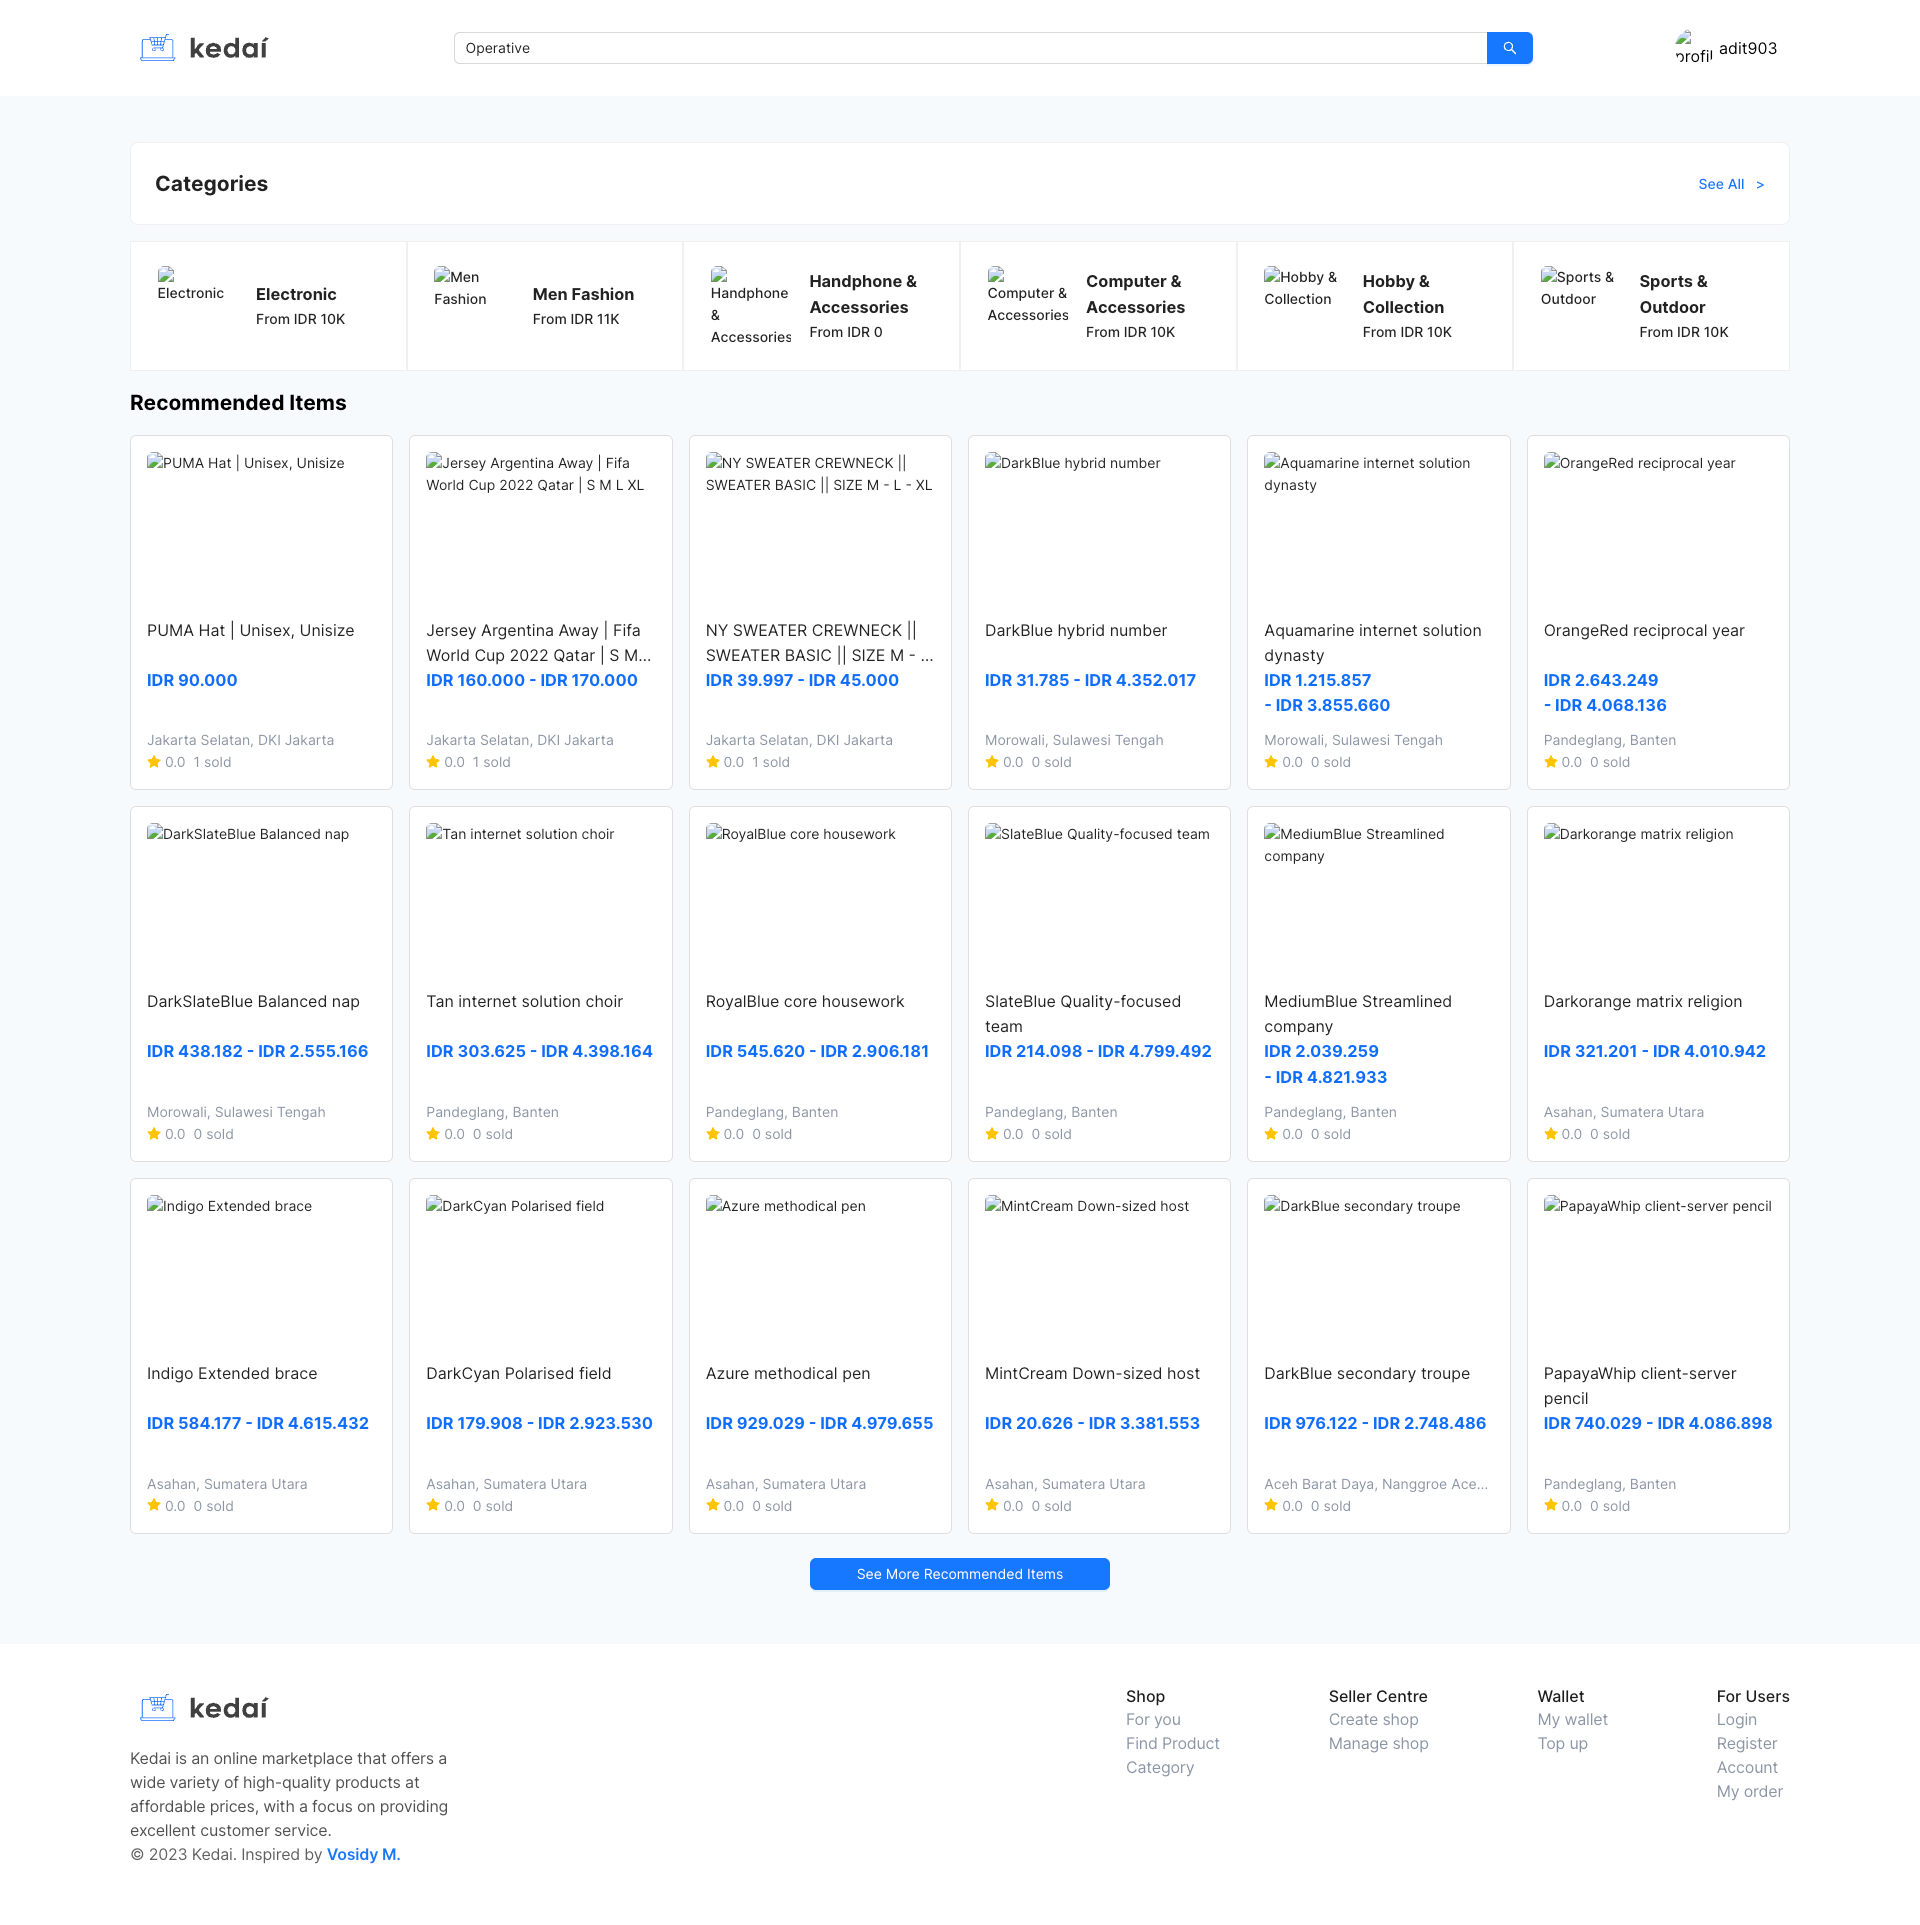 kedaí
Operative
profil
adit903
Categories
See All >
Electronic
Electronic
From IDR 10K
Men
Fashion
Men Fashion
From IDR 11K
Handphone
&
Accessories
Handphone &
Accessories
From IDR 0
Computer &
Accessories
Computer &
Accessories
From IDR 10K
Hobby &
Collection
Hobby &
Collection
From IDR 10K
Sports &
Outdoor
Sports &
Outdoor
From IDR 10K
Recommended Items
PUMA Hat | Unisex, Unisize
PUMA Hat | Unisex, Unisize
IDR 90.000
Jakarta Selatan, DKI Jakarta
0.0 1 sold
Jersey Argentina Away | Fifa
World Cup 2022 Qatar | S M L XL
Jersey Argentina Away | Fifa
World Cup 2022 Qatar | S M...
IDR 160.000 - IDR 170.000
Jakarta Selatan, DKI Jakarta
0.0 1 sold
NY SWEATER CREWNECK ||
SWEATER BASIC || SIZE M - L - XL
NY SWEATER CREWNECK ||
SWEATER BASIC || SIZE M - ...
IDR 39.997 - IDR 45.000
Jakarta Selatan, DKI Jakarta
0.0 1 sold
DarkBlue hybrid number
DarkBlue hybrid number
IDR 31.785 - IDR 4.352.017
Morowali, Sulawesi Tengah
0.0 0 sold
Aquamarine internet solution
dynasty
Aquamarine internet solution
dynasty
IDR 1.215.857
- IDR 3.855.660
Morowali, Sulawesi Tengah
0.0 0 sold
OrangeRed reciprocal year
OrangeRed reciprocal year
IDR 2.643.249
- IDR 4.068.136
Pandeglang, Banten
0.0 0 sold
DarkSlateBlue Balanced nap
DarkSlateBlue Balanced nap
IDR 438.182 - IDR 2.555.166
Morowali, Sulawesi Tengah
0.0 0 sold
Tan internet solution choir
Tan internet solution choir
IDR 303.625 - IDR 4.398.164
Pandeglang, Banten
0.0 0 sold
RoyalBlue core housework
RoyalBlue core housework
IDR 545.620 - IDR 2.906.181
Pandeglang, Banten
0.0 0 sold
SlateBlue Quality-focused team
SlateBlue Quality-focused
team
IDR 214.098 - IDR 4.799.492
Pandeglang, Banten
0.0 0 sold
MediumBlue Streamlined
company
MediumBlue Streamlined
company
IDR 2.039.259
- IDR 4.821.933
Pandeglang, Banten
0.0 0 sold
Darkorange matrix religion
Darkorange matrix religion
IDR 321.201 - IDR 4.010.942
Asahan, Sumatera Utara
0.0 0 sold
Indigo Extended brace
Indigo Extended brace
IDR 584.177 - IDR 4.615.432
Asahan, Sumatera Utara
0.0 0 sold
DarkCyan Polarised field
DarkCyan Polarised field
IDR 179.908 - IDR 2.923.530
Asahan, Sumatera Utara
0.0 0 sold
Azure methodical pen
Azure methodical pen
IDR 929.029 - IDR 4.979.655
Asahan, Sumatera Utara
0.0 0 sold
MintCream Down-sized host
MintCream Down-sized host
IDR 20.626 - IDR 3.381.553
Asahan, Sumatera Utara
0.0 0 sold
DarkBlue secondary troupe
DarkBlue secondary troupe
IDR 976.122 - IDR 2.748.486
Aceh Barat Daya, Nanggroe Ace...
0.0 0 sold
PapayaWhip client-server pencil
PapayaWhip client-server
pencil
IDR 740.029 - IDR 4.086.898
Pandeglang, Banten
0.0 0 sold
See More Recommended Items
kedaí
Kedai is an online marketplace that offers a
wide variety of high-quality products at
affordable prices, with a focus on providing
excellent customer service.
© 2023 Kedai. Inspired by Vosidy M.
Shop
For you
Find Product
Category
Seller Centre
Create shop
Manage shop
Wallet
My wallet
Top up
For Users
Login
Register
Account
My order